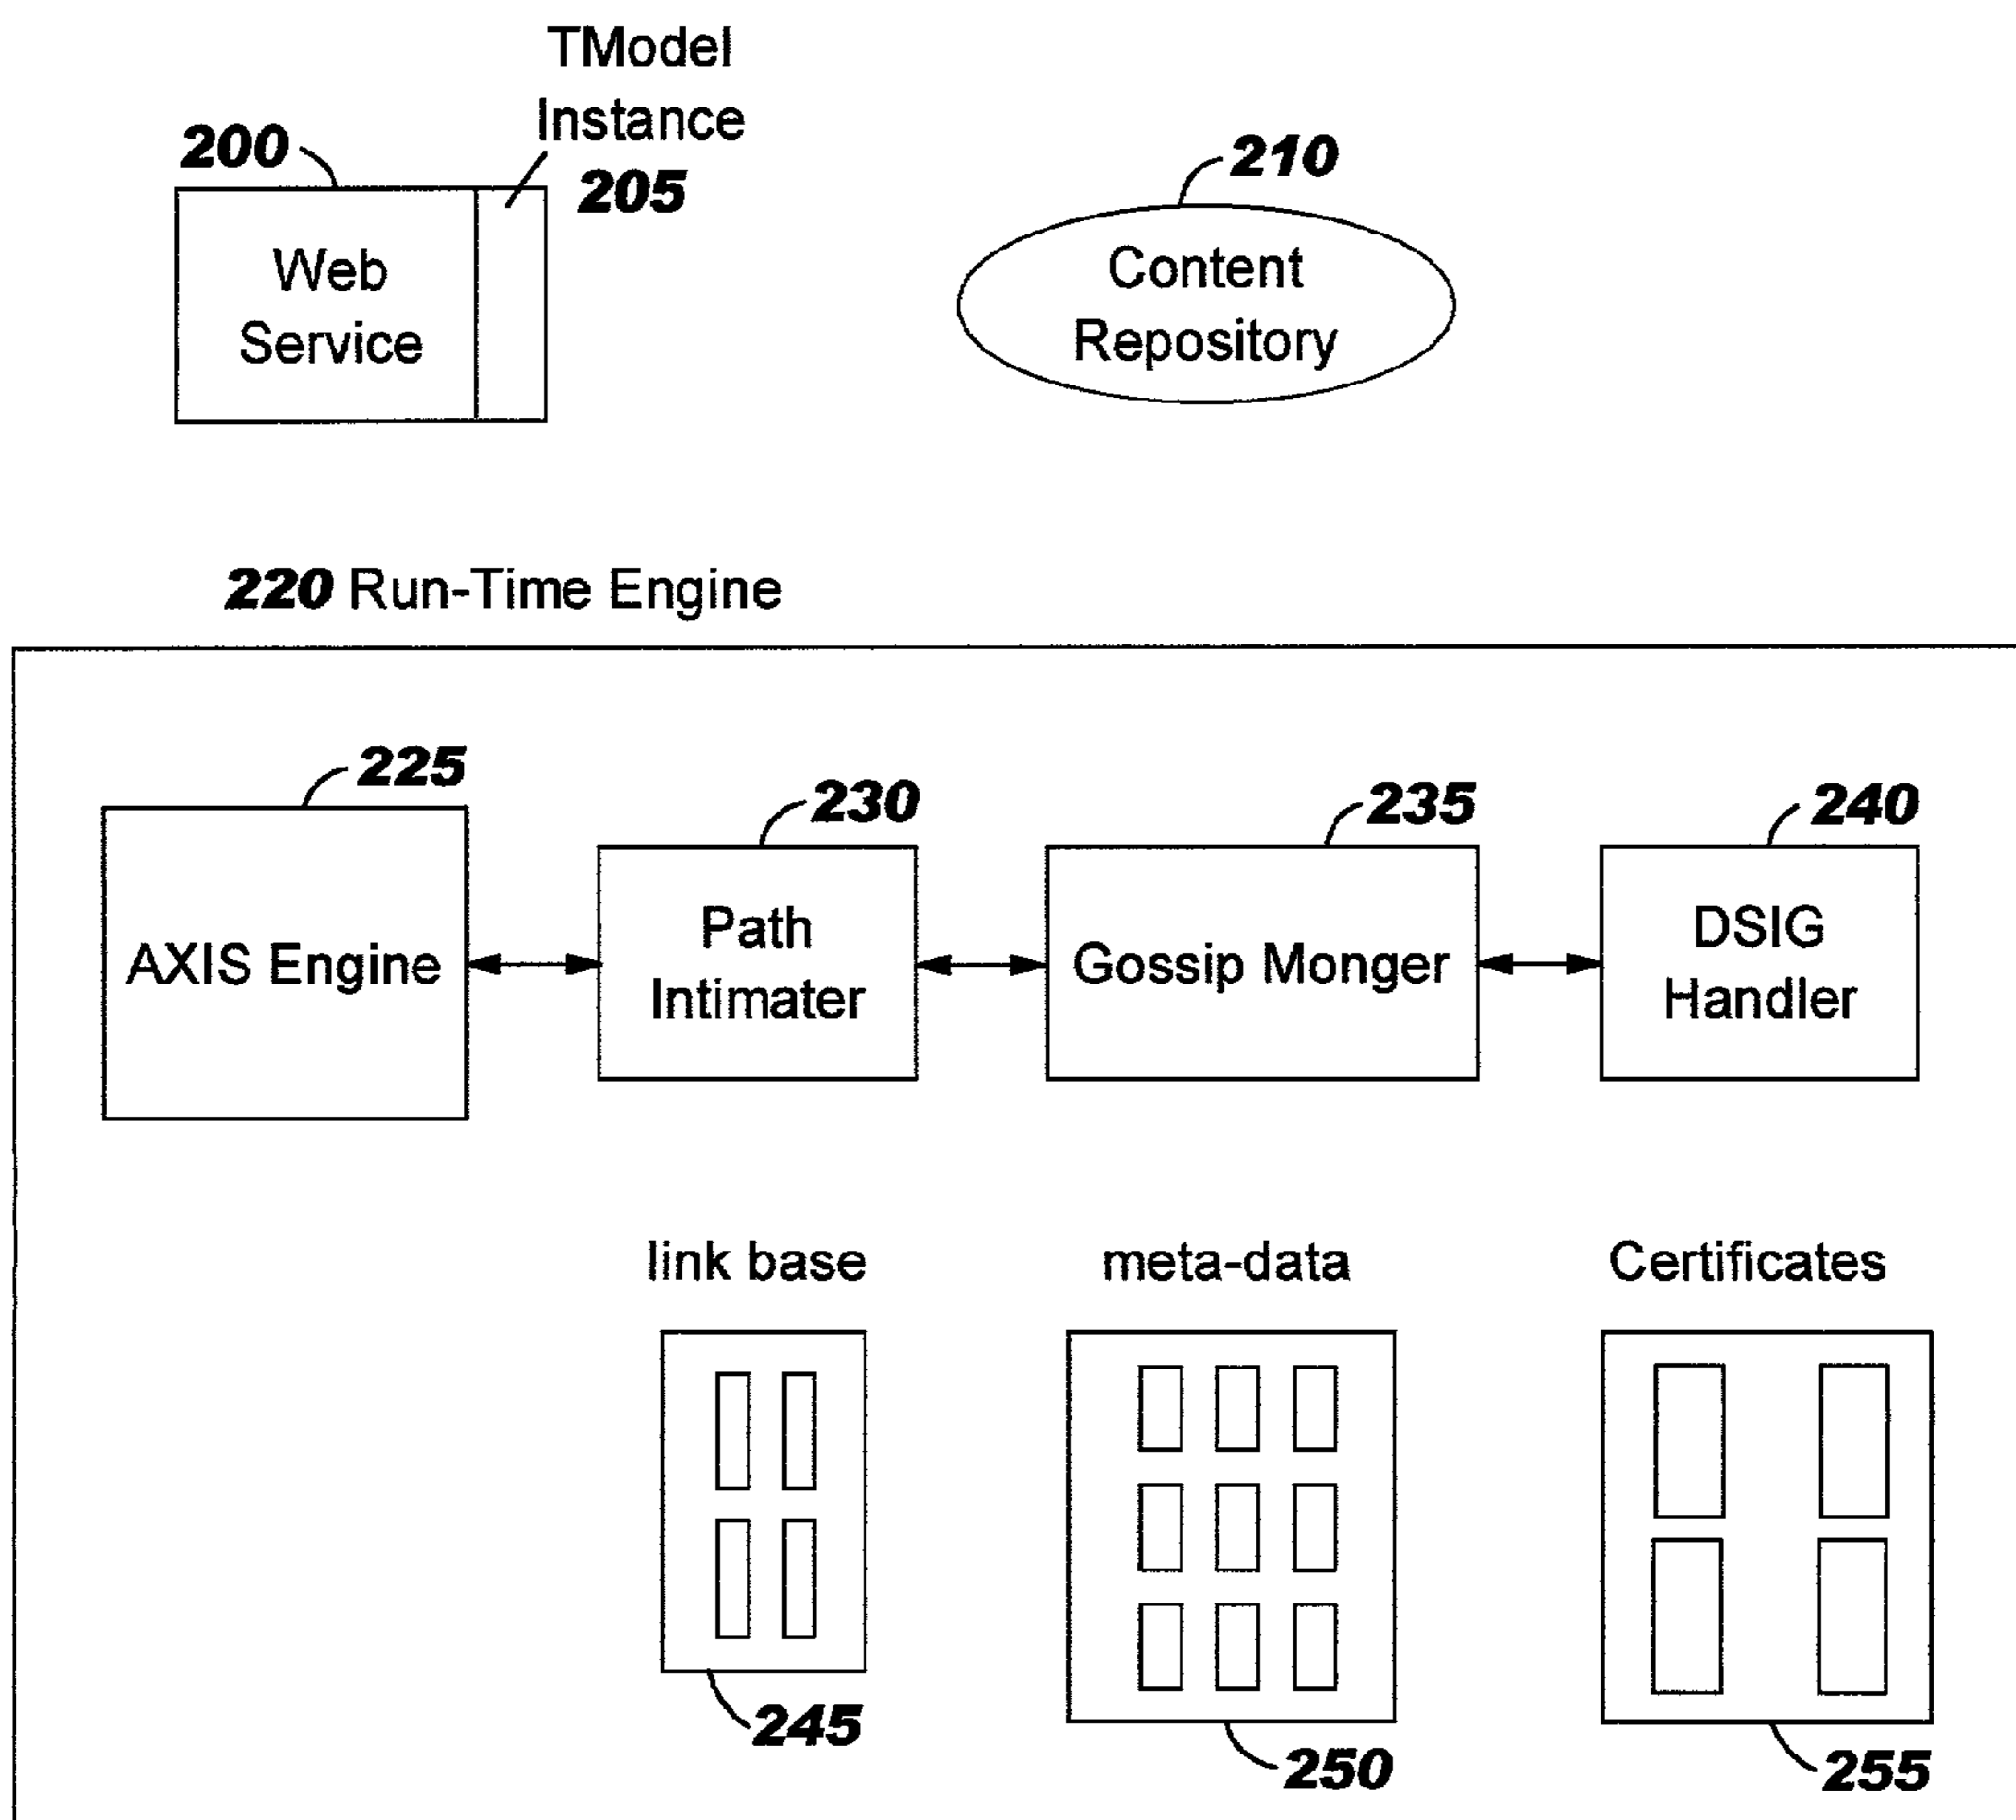 TModel
Instance
200
205
210
Web
Service
Content
Repository
220 Run-Time Engine
225
230
235
240
AXIS Engine
Path
Intimater
Gossip Monger
DSIG
Handler
link base
meta-data
Certificates
245
250
255